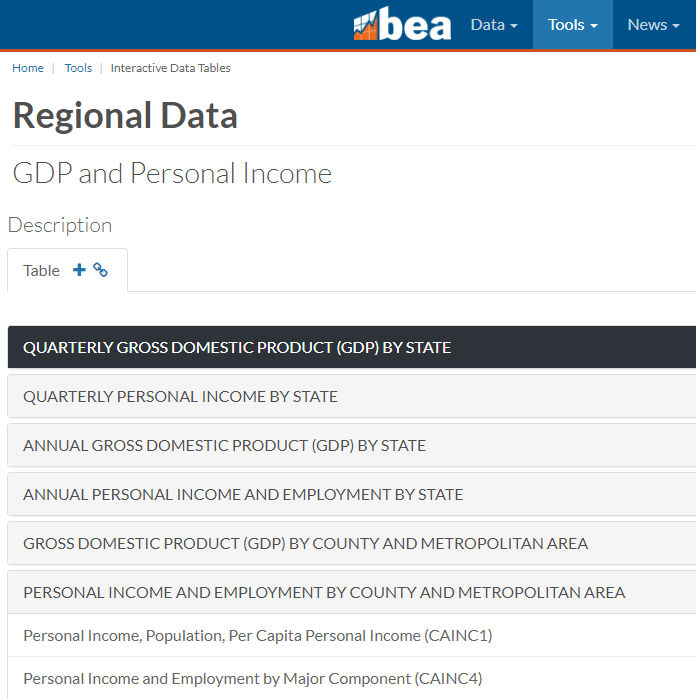 bea Data Tools News
Home | Tools | Interactive Data Tables
Regional Data
GDP and Personal Income
Description
Table
QUARTERLY GROSS DOMESTIC PRODUCT (GDP) BY STATE
QUARTERLY PERSONAL INCOME BY STATE
ANNUAL GROSS DOMESTIC PRODUCT (GDP) BY STATE
ANNUAL PERSONAL INCOME AND EMPLOYMENT BY STATE
GROSS DOMESTIC PRODUCT (GDP) BY COUNTY AND METROPOLITAN AREA
PERSONAL INCOME AND EMPLOYMENT BY COUNTY AND METROPOLITAN AREA
Personal Income, Population, Per Capita Personal Income (CAINC1)
Personal Income and Employment by Major Component (CAINC4)